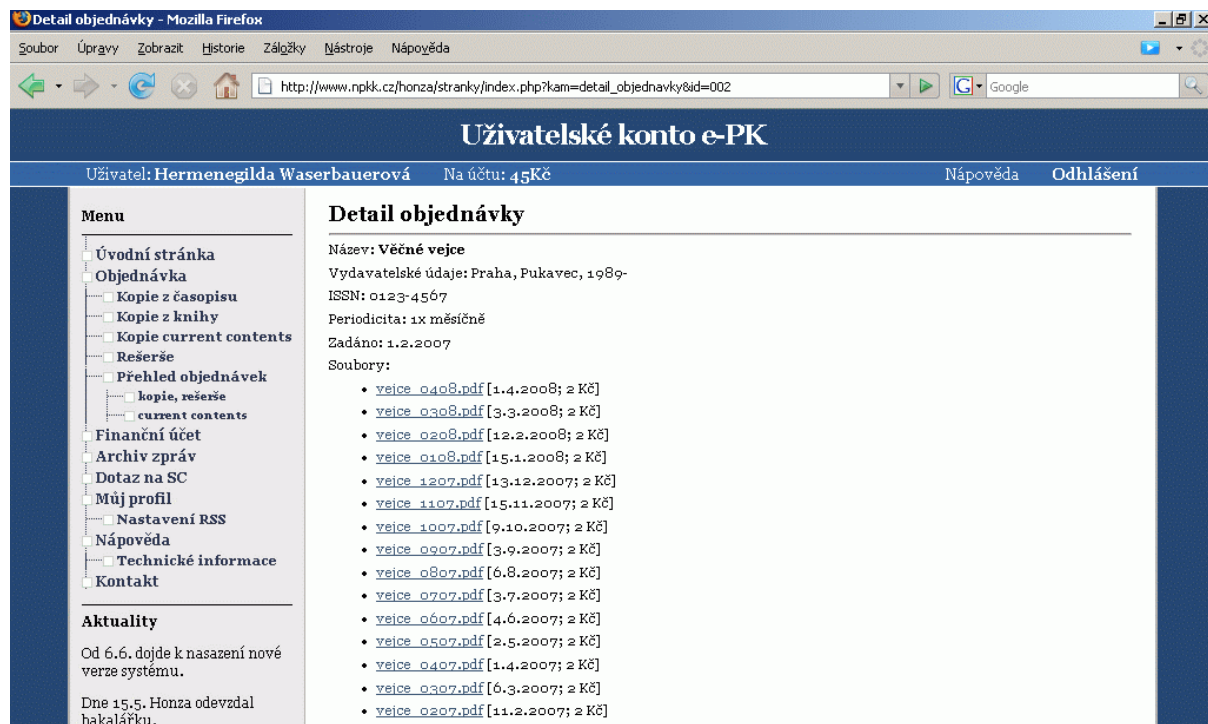 Detail objednávky - Mozilla Firefox
Soubor Úpravy Zobrazit Historie Záložky Nástroje Nápověda
http://www.npkk.cz/honza/stranky/index.php?kam=detail_objednavky&id=002
G Google
Uživatelské konto e-PK
Uživatel: Hermenegilda Waserbauerová Na účtu: 45Kč Nápověda Odhlášení
Menu
Úvodní stránka
Objednávka
Kopie z časopisu
Kopie z knihy
Kopie current contents
Rešerše
Přehled objednávek
kopie, rešerše
current contents
Finanční účet
Archiv zpráv
Dotaz na SC
Můj profil
Nastavení RSS
Nápověda
Technické informace
Kontakt
Aktuality
Od 6.6. dojde k nasazení nové
verze systému.
Dne 15.5. Honza odevzdal
bakalářku.
Detail objednávky
Název: Věčné vejce
Vydavatelské údaje: Praha, Pukavec, 1989-
ISSN: 0123-4567
Periodicita: 1x měsíčně
Zadáno: 1.2.2007
Soubory:
• vejce_0408.pdf [1.4.2008; 2 Kč]
• vejce_0308.pdf [3.3.2008; 2 Kč]
• vejce_0208.pdf [12.2.2008; 2 Kč]
• vejce_0108.pdf [15.1.2008; 2 Kč]
• vejce_1207.pdf [13.12.2007; 2 Kč]
• vejce_1107.pdf [15.11.2007; 2 Kč]
• vejce_1007.pdf [9.10.2007; 2 Kč]
• vejce_0907.pdf [3.9.2007; 2 Kč]
• vejce_0807.pdf [6.8.2007; 2 Kč]
• vejce_0707.pdf [3.7.2007; 2 Kč]
• vejce_0607.pdf [4.6.2007; 2 Kč]
• vejce_0507.pdf [2.5.2007; 2 Kč]
• vejce_0407.pdf [1.4.2007; 2 Kč]
• vejce_0307.pdf [6.3.2007; 2 Kč]
• vejce_0207.pdf [11.2.2007; 2 Kč]